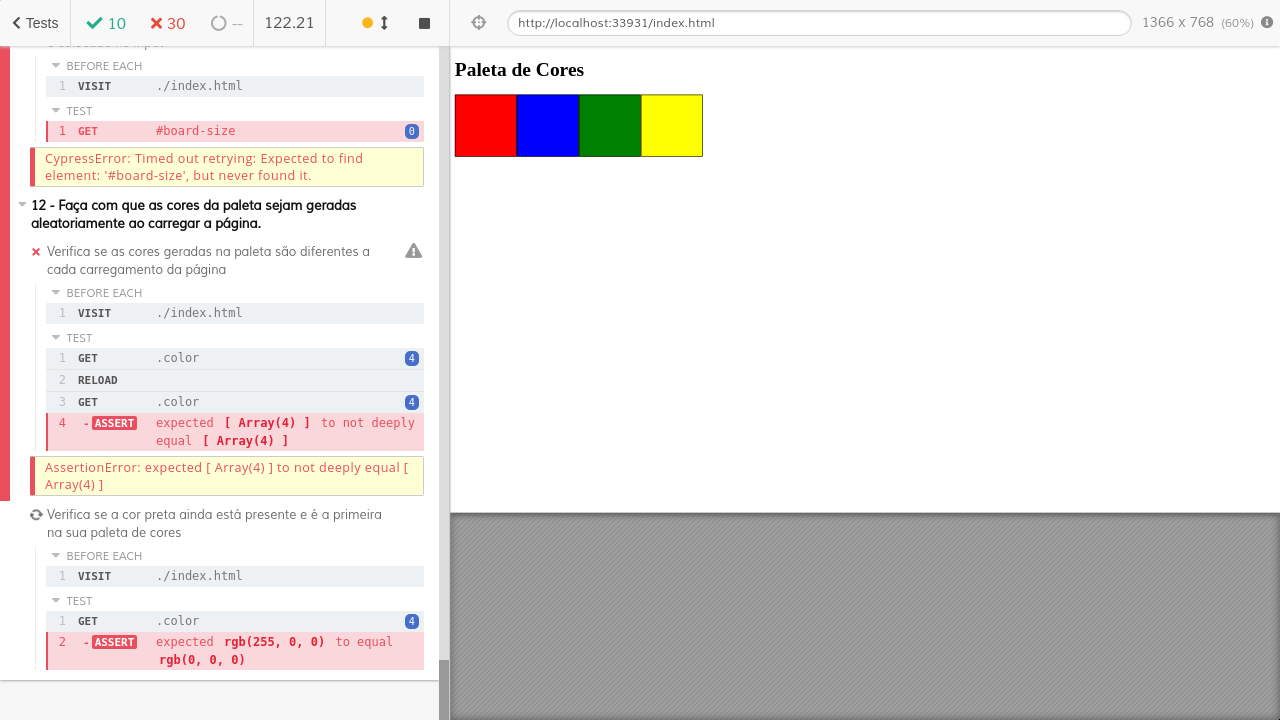 Tests
10
30
--
122.21
http://localhost:33931/index.html
1366 x 768 (60%)
BEFORE EACH
1 VISIT ./index.html
TEST
1 GET #board-size 0
CypressError: Timed out retrying: Expected to find
element: '#board-size', but never found it.
12 - Faça com que as cores da paleta sejam geradas
aleatoriamente ao carregar a página.
Verifica se as cores geradas na paleta são diferentes a
cada carregamento da página
BEFORE EACH
1 VISIT ./index.html
TEST
1 GET .color 4
2 RELOAD
3 GET .color 4
4 - ASSERT expected [ Array(4) ] to not deeply
equal [ Array(4) ]
AssertionError: expected [ Array(4) ] to not deeply equal [
Array(4) ]
Verifica se a cor preta ainda está presente e é a primeira
na sua paleta de cores
BEFORE EACH
1 VISIT ./index.html
TEST
1 GET .color 4
2 - ASSERT expected rgb(255, 0, 0) to equal
rgb(0, 0, 0)
Paleta de Cores